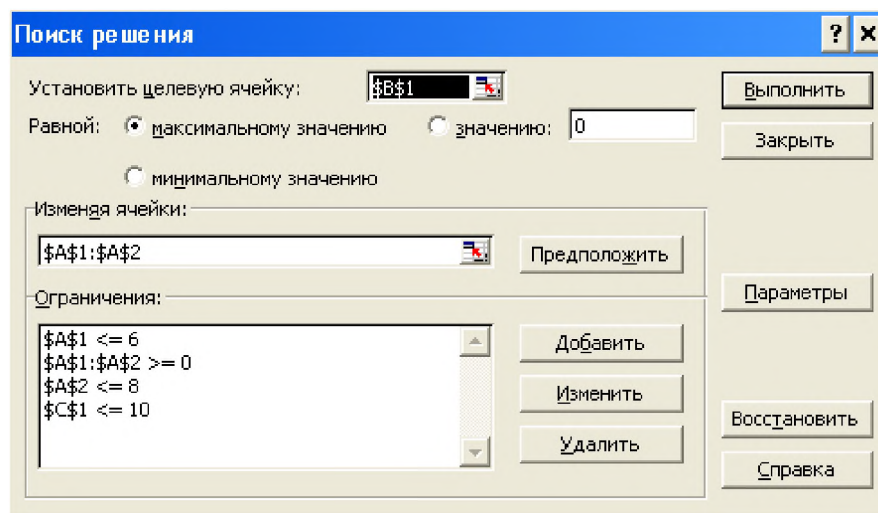 Поиск решения
Установить целевую ячейку: $B$1
Выполнить
Равной: максимальному значению значению: 0
Закрыть
минимальному значению
Изменяя ячейки:
$A$1:$A$2
Предположить
Параметры
Ограничения:
$A$1 <= 6
$A$1:$A$2 >= 0
$A$2 <= 8
$C$1 <= 10
Добавить
Изменить
Удалить
Восстановить
Справка